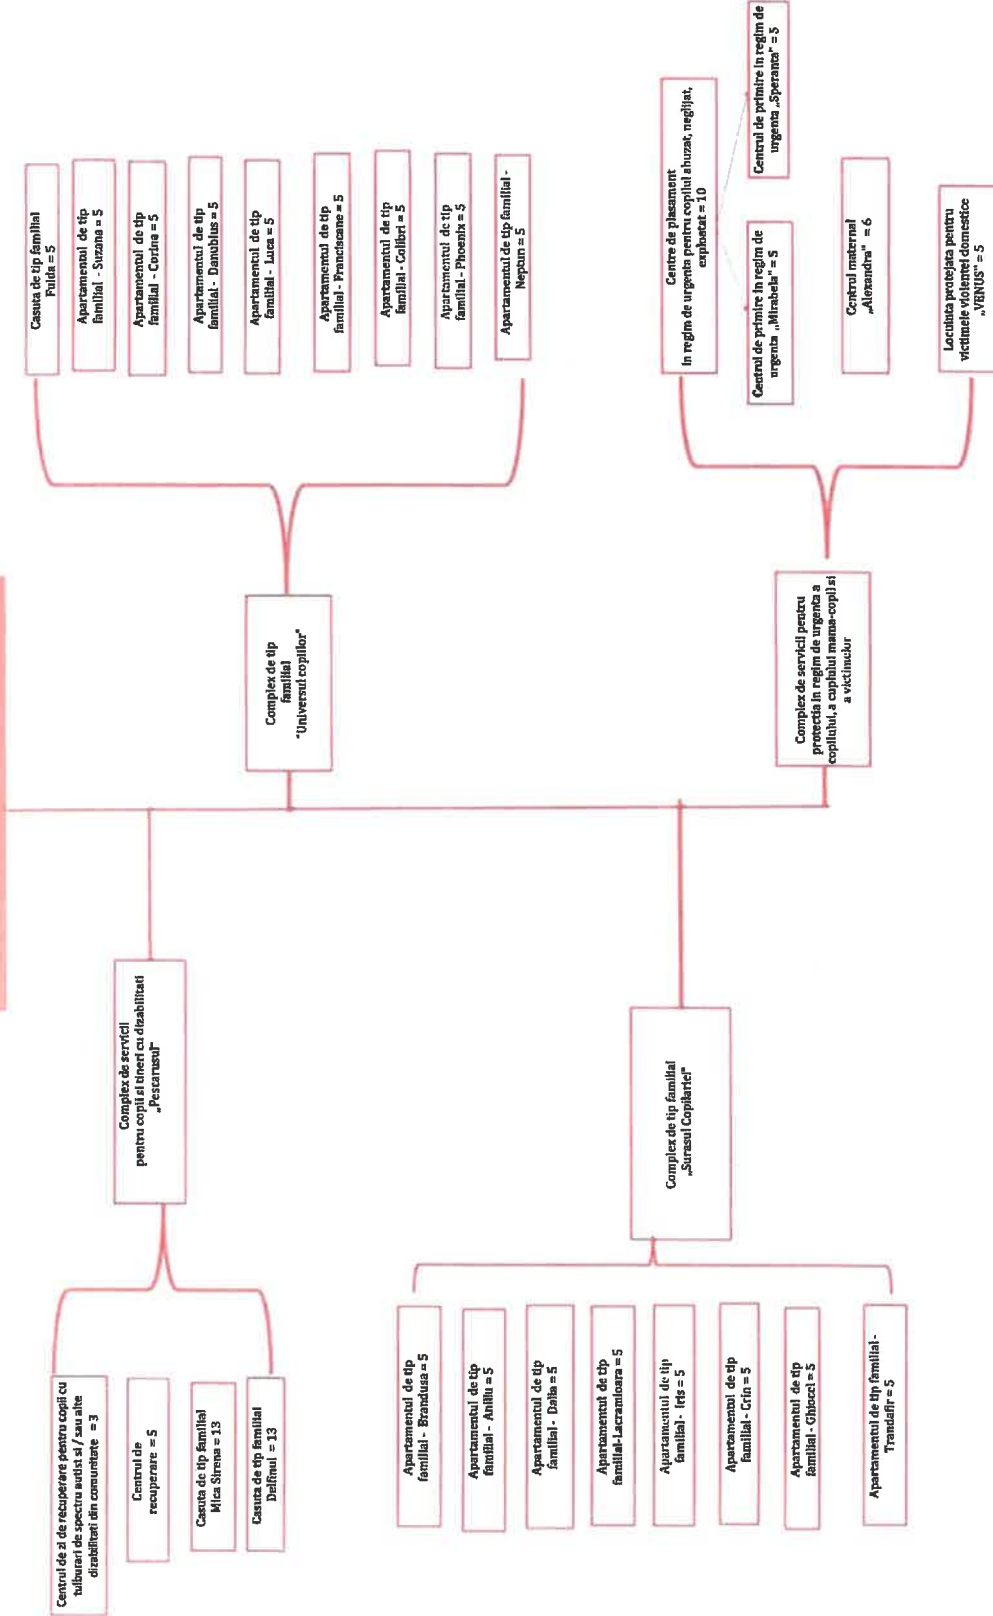 Centrul de zi de recuperare pentru copii cu
tulburari de spectru autist si / sau alte
dizabilitati din comunitate = 3
Centrul de
recuperare = 5
Casuta de tip familial
Mica Sirena = 13
Casuta de tip familial
Delfinul = 13
Complex de servicii
pentru copii si tineri cu dizabilitati
„Pescarusul"
Complex de tip
familial
"Universul copiilor"
Casuta de tip familial
Fulda = 5
Apartamentul de tip
familial - Suzana = 5
Apartamentul de tip
familial - Corina = 5
Apartamentul de tip
familial - Danubius = 5
Apartamentul de tip
familial - Luca = 5
Apartamentul de tip
familial - Franciscane = 5
Apartamentul de tip
familial - Colibri = 5
Apartamentul de tip
familial - Phoenix = 5
Apartamentul de tip familial -
Neptun = 5
Apartamentul de tip
familial - Brandusa = 5
Apartamentul de tip
familial - Aniliu = 5
Apartamentul de tip
familial - Dalia = 5
Apartamentul de tip
familial-Lacramioara = 5
Apartamentul de tip
familial - Iris = 5
Apartamentul de tip
familial - Crin = 5
Apartamentul de tip
familial - Ghiocei = 5
Apartamentul de tip familial -
Trandafir = 5
Complex de tip familial
„Surasul Copilariei"
Complex de servicii pentru
protectia in regim de urgenta a
copilului, a cuplului mama-copil si
a victimelor
Centre de plasament
in regim de urgenta pentru copilul abuzat, neglijat,
exploatat = 10
Centrul de primire in regim de
urgenta „Mirabela" = 5
Centrul de primire in regim de
urgenta „Speranta" = 5
Centrul maternal
„Alexandra" = 6
Locuinta protejata pentru
victimele violentei domestice
„VENUS" = 5